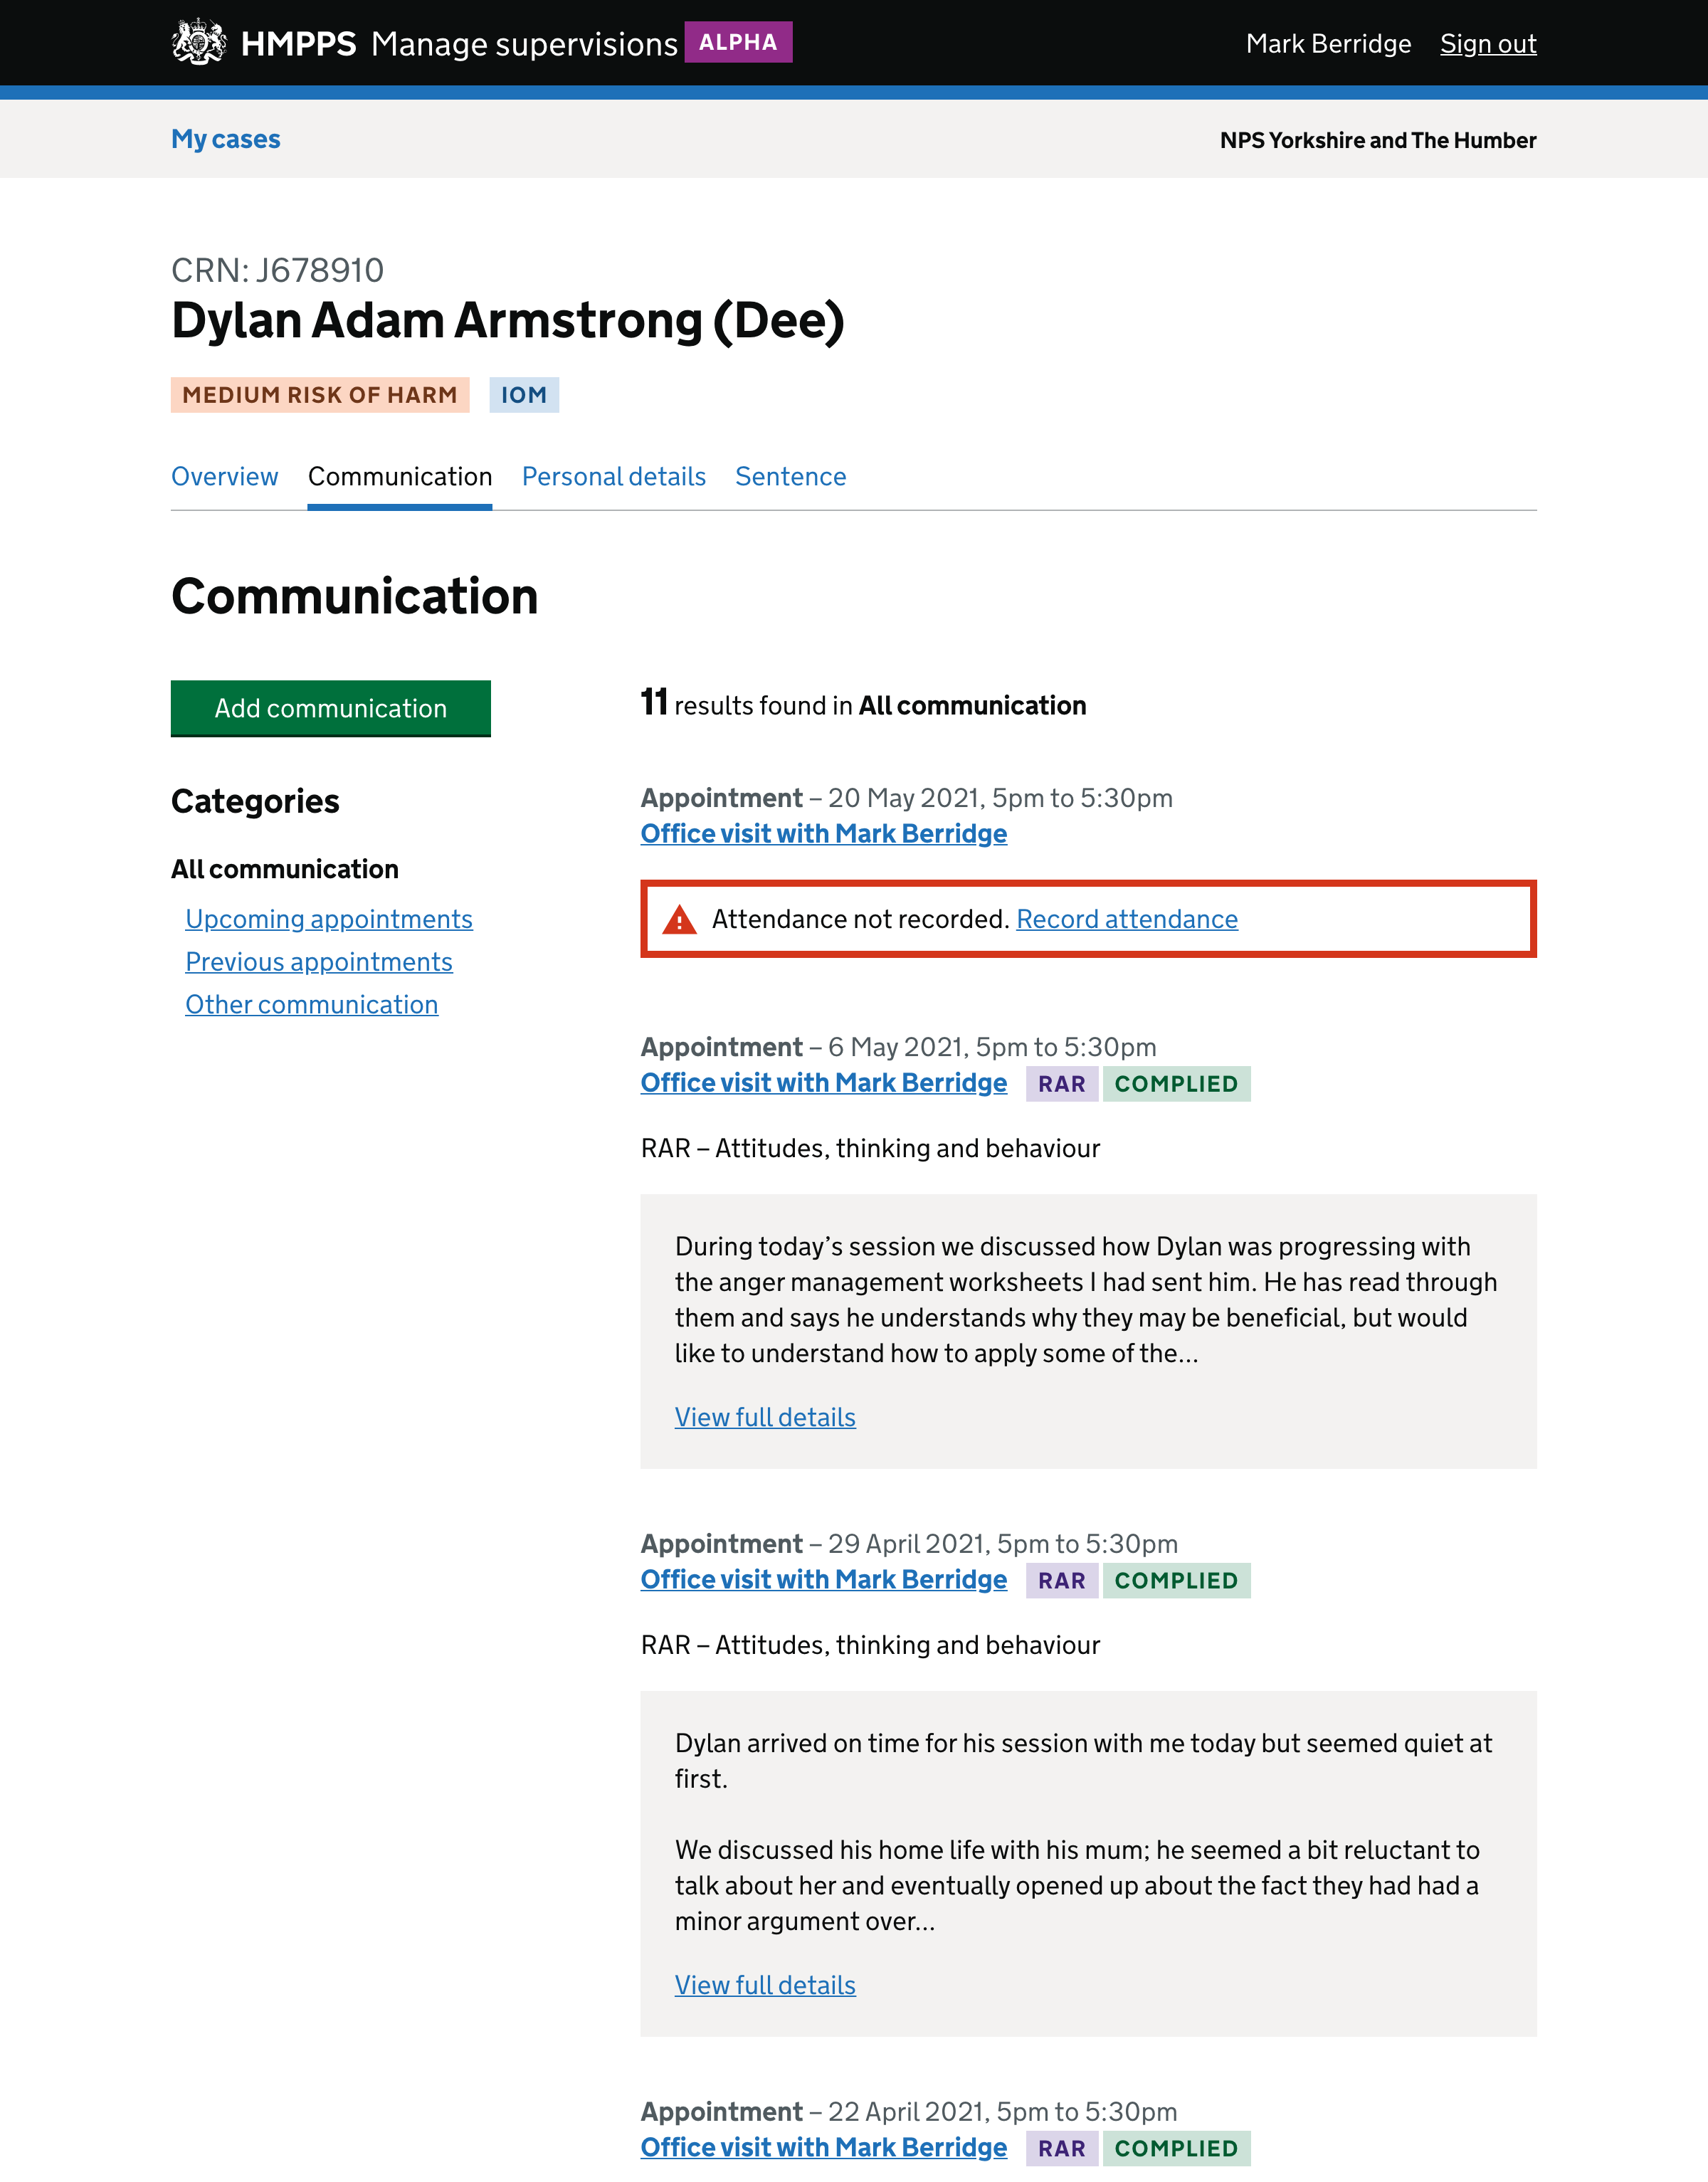 HMPPS Manage supervisions ALPHA Mark Berridge Sign out
My cases NPS Yorkshire and The Humber
CRN: J678910
Dylan Adam Armstrong (Dee)
MEDIUM RISK OF HARM IOM
Overview Communication Personal details Sentence
Communication
Add communication
Categories
All communication
Upcoming appointments
Previous appointments
Other communication
11 results found in All communication
Appointment – 20 May 2021, 5pm to 5:30pm
Office visit with Mark Berridge
Attendance not recorded. Record attendance
Appointment – 6 May 2021, 5pm to 5:30pm
Office visit with Mark Berridge RAR COMPLIED
RAR – Attitudes, thinking and behaviour
During today’s session we discussed how Dylan was progressing with
the anger management worksheets I had sent him. He has read through
them and says he understands why they may be beneficial, but would
like to understand how to apply some of the...
View full details
Appointment – 29 April 2021, 5pm to 5:30pm
Office visit with Mark Berridge RAR COMPLIED
RAR – Attitudes, thinking and behaviour
Dylan arrived on time for his session with me today but seemed quiet at
first.
We discussed his home life with his mum; he seemed a bit reluctant to
talk about her and eventually opened up about the fact they had had a
minor argument over...
View full details
Appointment – 22 April 2021, 5pm to 5:30pm
Office visit with Mark Berridge RAR COMPLIED